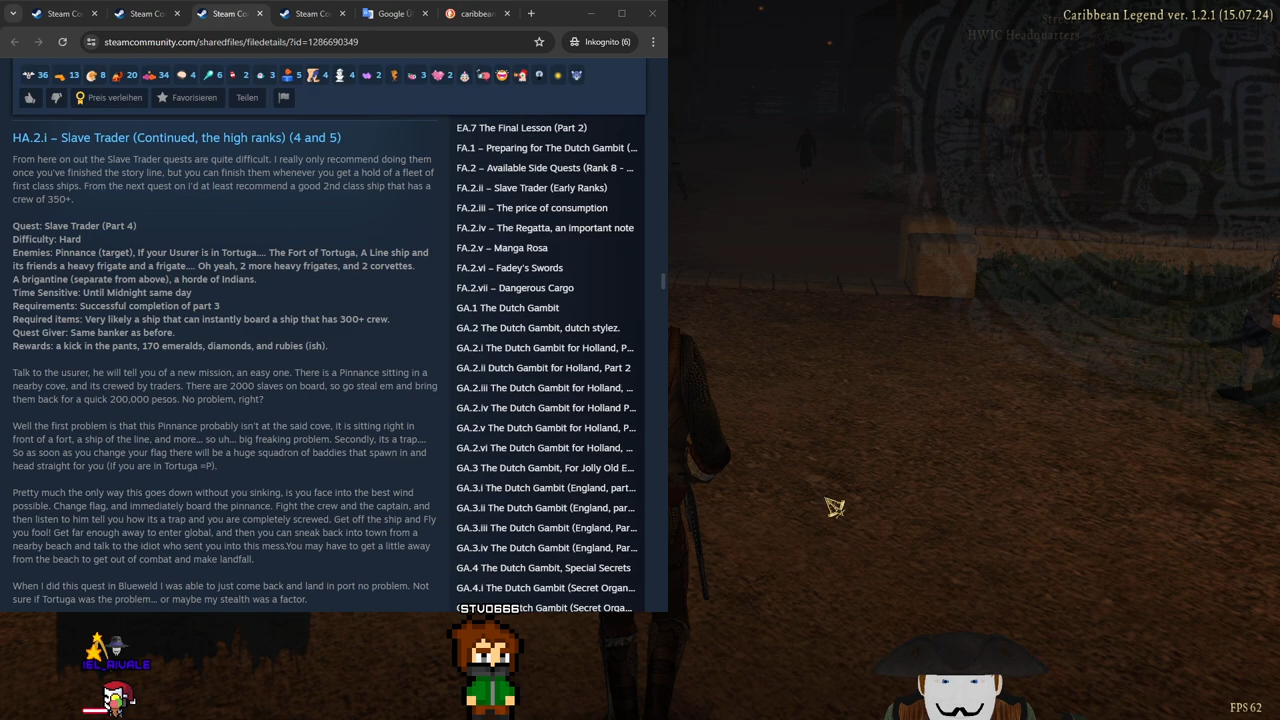 Steam Co
Steam Co
Steam Co
Steam Co
Google Ü
caribbean
steamcommunity.com/sharedfiles/filedetails/?id=1286690349
Inkognito (6)
36 13 8 20 34 4 6 2 3 5 4 4 2 3 2
Preis verleihen
Favorisieren
Teilen
HA.2.i – Slave Trader (Continued, the high ranks) (4 and 5)
From here on out the Slave Trader quests are quite difficult. I really only recommend doing them
once you've finished the story line, but you can finish them whenever you get a hold of a fleet of
first class ships. From the next quest on I'd at least recommend a good 2nd class ship that has a
crew of 350+.
Quest: Slave Trader (Part 4)
Difficulty: Hard
Enemies: Pinnance (target), If your Usurer is in Tortuga.... The Fort of Tortuga, A Line ship and
its friends a heavy frigate and a frigate.... Oh yeah, 2 more heavy frigates, and 2 corvettes.
A brigantine (separate from above), a horde of Indians.
Time Sensitive: Until Midnight same day
Requirements: Successful completion of part 3
Required items: Very likely a ship that can instantly board a ship that has 300+ crew.
Quest Giver: Same banker as before.
Rewards: a kick in the pants, 170 emeralds, diamonds, and rubies (ish).
Talk to the usurer, he will tell you of a new mission, an easy one. There is a Pinnance sitting in a
nearby cove, and its crewed by traders. There are 2000 slaves on board, so go steal em and bring
them back for a quick 200,000 pesos. No problem, right?
Well the first problem is that this Pinnance probably isn't at the said cove, it is sitting right in
front of a fort, a ship of the line, and more... so uh... big freaking problem. Secondly, its a trap....
So as soon as you change your flag there will be a huge squadron of baddies that spawn in and
head straight for you (If you are in Tortuga =P).
Pretty much the only way this goes down without you sinking, is you face into the best wind
possible. Change flag, and immediately board the pinnance. Fight the crew and the captain, and
then listen to him tell you how its a trap and you are completely screwed. Get off the ship and Fly
you fool! Get far enough away to enter global, and then you can sneak back into town from a
nearby beach and talk to the idiot who sent you into this mess.You may have to get a little away
from the beach to get out of combat and make landfall.
When I did this quest in Blueweld I was able to just come back and land in port no problem. Not
sure if Tortuga was the problem... or maybe my stealth was a factor.
EA.7 The Final Lesson (Part 2)
FA.1 – Preparing for The Dutch Gambit (...
FA.2 – Available Side Quests (Rank 8 - ...
FA.2.ii – Slave Trader (Early Ranks)
FA.2.iii – The price of consumption
FA.2.iv – The Regatta, an important note
FA.2.v – Manga Rosa
FA.2.vi – Fadey's Swords
FA.2.vii – Dangerous Cargo
GA.1 The Dutch Gambit
GA.2 The Dutch Gambit, dutch stylez.
GA.2.i The Dutch Gambit for Holland, P...
GA.2.ii Dutch Gambit for Holland, Part 2
GA.2.iii The Dutch Gambit for Holland, ...
GA.2.iv The Dutch Gambit for Holland P...
GA.2.v The Dutch Gambit for Holland, P...
GA.2.vi The Dutch Gambit for Holland, ...
GA.3 The Dutch Gambit, For Jolly Old E...
GA.3.i The Dutch Gambit (England, part...
GA.3.ii The Dutch Gambit (England, par...
GA.3.iii The Dutch Gambit (England, Par...
GA.3.iv The Dutch Gambit (England, Par...
GA.4 The Dutch Gambit, Special Secrets
GA.4.i The Dutch Gambit (Secret Organ...
tch Gambit (Secret Orga...
STVD666
IEL_RIVALE
Caribbean Legend ver. 1.2.1 (15.07.24)
HWIC Headquarters
FPS 62